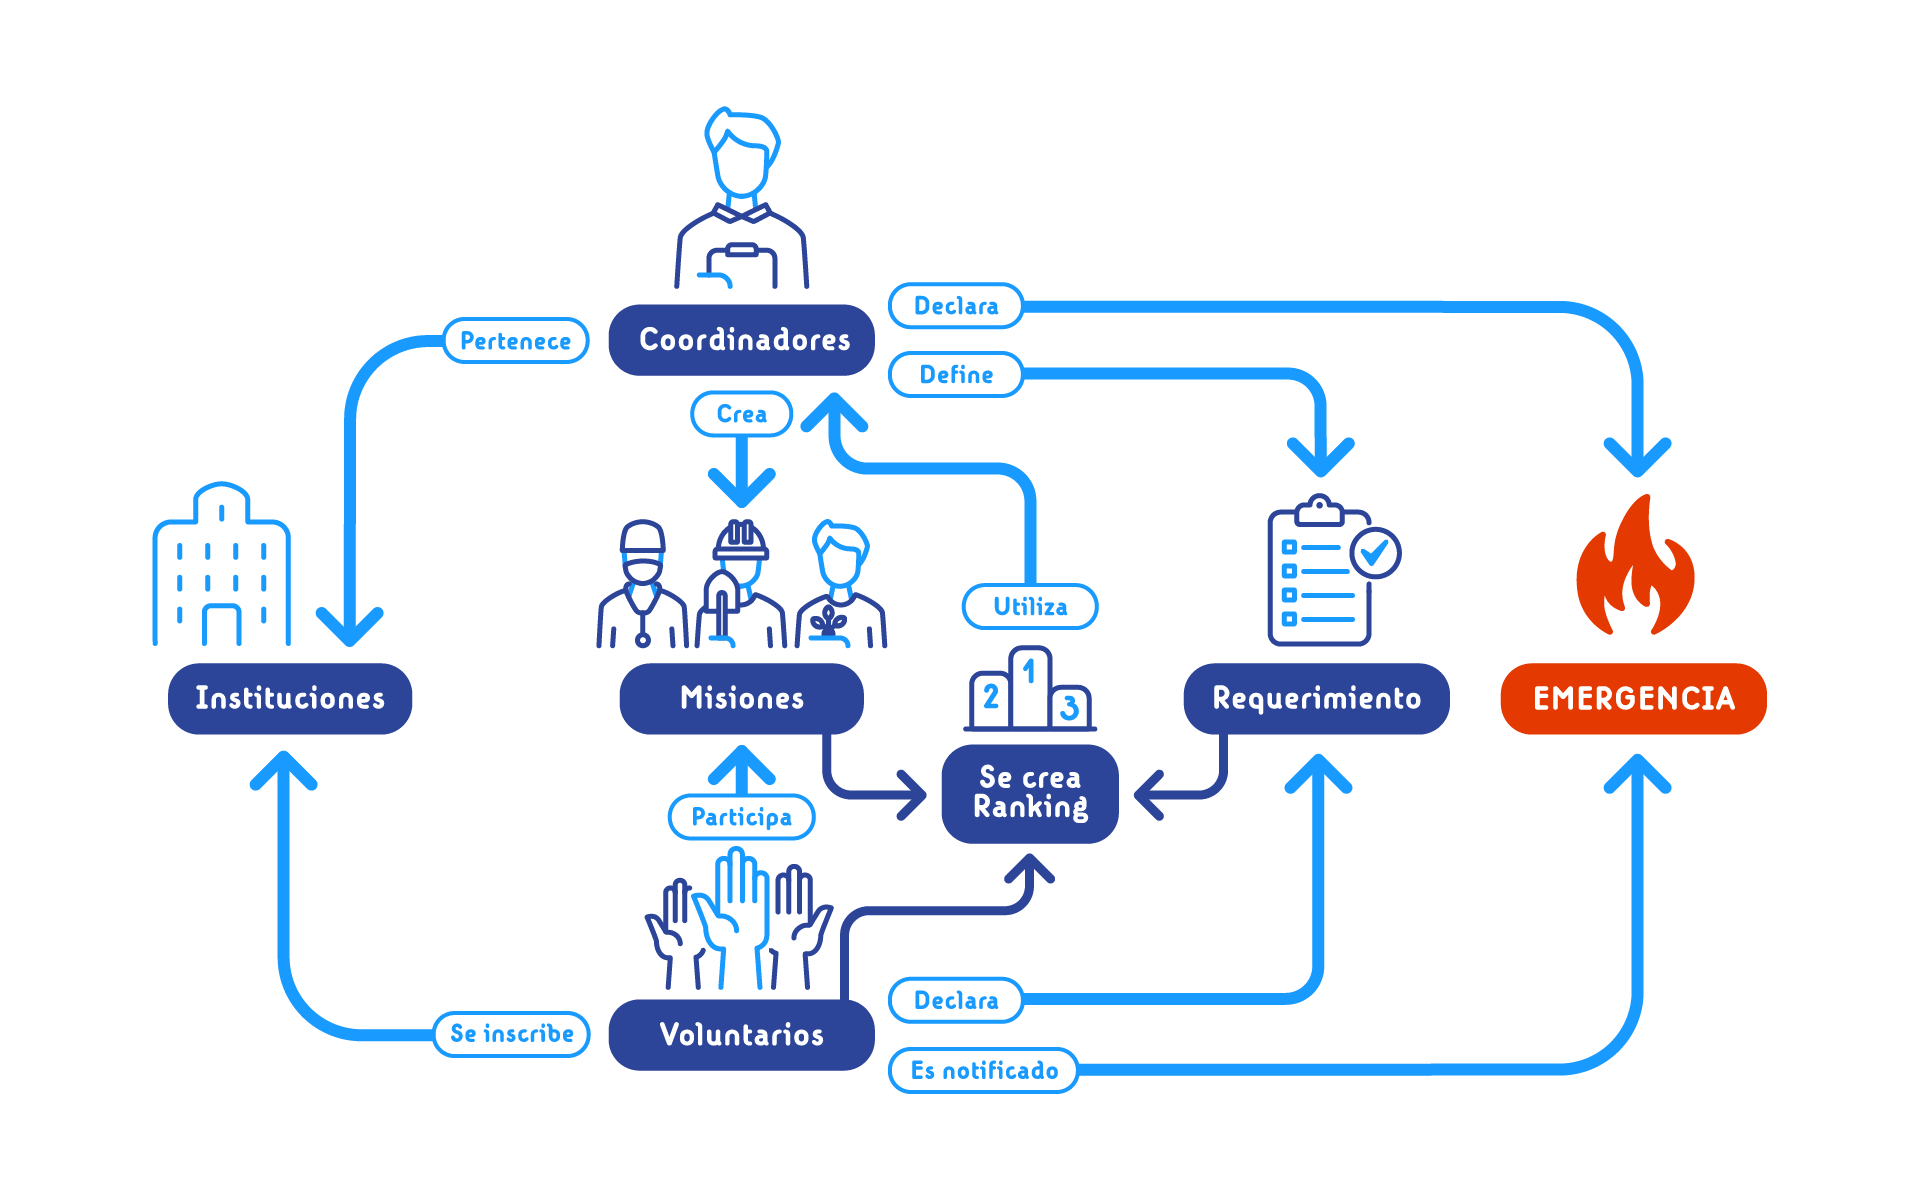 Declara
Pertenece
Coordinadores
Define
Crea
Utiliza
1
2
3
Instituciones
Misiones
Requerimiento
EMERGENCIA
Se crea
Ranking
Participa
Declara
Se inscribe
Voluntarios
Es notificado